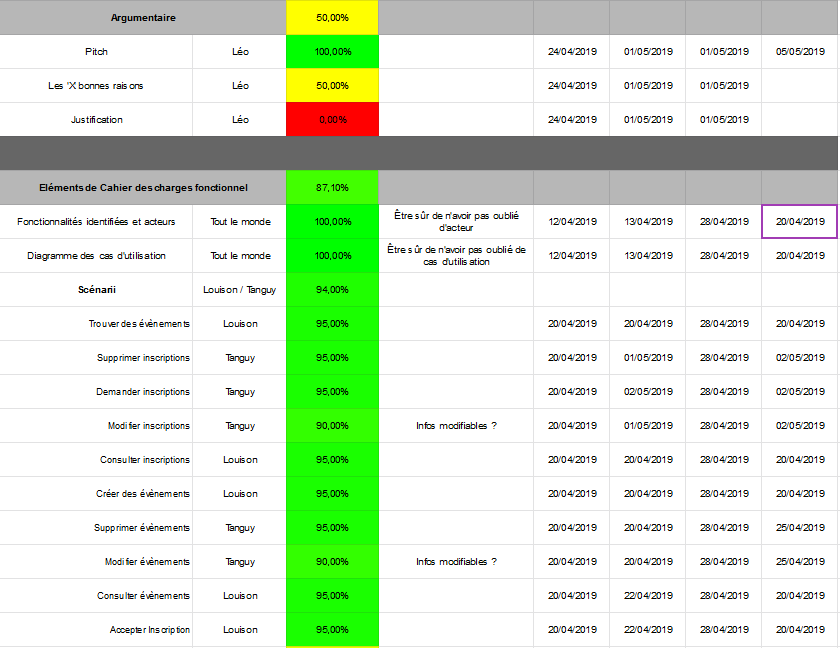 Argumentaire 50,00%
Pitch Léo 100,00% 24/04/2019 01/05/2019 01/05/2019 05/05/2019
Les 'X bonnes raisons Léo 50,00% 24/04/2019 01/05/2019 01/05/2019
Justification Léo 0,00% 24/04/2019 01/05/2019 01/05/2019
Eléments de Cahier des charges fonctionnel 87,10%
Fonctionnalités identifiées et acteurs Tout le monde 100,00% Être sûr de n'avoir pas oublié d'acteur 12/04/2019 13/04/2019 28/04/2019 20/04/2019
Diagramme des cas d'utilisation Tout le monde 100,00% Être sûr de n'avoir pas oublié de cas d'utilisation 12/04/2019 13/04/2019 28/04/2019 20/04/2019
Scénarii Louison / Tanguy 94,00%
Trouver des évènements Louison 95,00% 20/04/2019 20/04/2019 28/04/2019 20/04/2019
Supprimer inscriptions Tanguy 95,00% 20/04/2019 01/05/2019 28/04/2019 02/05/2019
Demander inscriptions Tanguy 95,00% 20/04/2019 02/05/2019 28/04/2019 02/05/2019
Modifier inscriptions Tanguy 90,00% Infos modifiables ? 20/04/2019 01/05/2019 28/04/2019 02/05/2019
Consulter inscriptions Louison 95,00% 20/04/2019 20/04/2019 28/04/2019 20/04/2019
Créer des évènements Louison 95,00% 20/04/2019 20/04/2019 28/04/2019 20/04/2019
Supprimer évènements Tanguy 95,00% 20/04/2019 20/04/2019 28/04/2019 25/04/2019
Modifier évènements Tanguy 90,00% Infos modifiables ? 20/04/2019 20/04/2019 28/04/2019 25/04/2019
Consulter évènements Louison 95,00% 20/04/2019 22/04/2019 28/04/2019 20/04/2019
Accepter Inscription Louison 95,00% 20/04/2019 22/04/2019 28/04/2019 20/04/2019